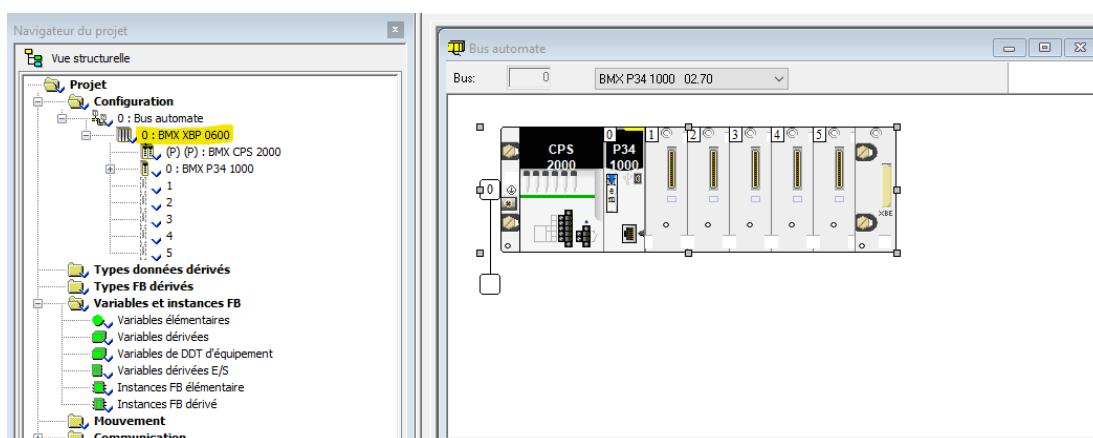 Navigateur du projet
Vue structurelle
Projet
Configuration
0 : Bus automate
0 : BMX XBP 0600
(P) (P) : BMX CPS 2000
0 : BMX P34 1000
1
2
3
4
5
Types données dérivés
Types FB dérivés
Variables et instances FB
Variables élémentaires
Variables dérivées
Variables de DDT d'équipement
Variables dérivées E/S
Instances FB élémentaire
Instances FB dérivé
Mouvement
Communication
Bus automate
Bus: 0 BMX P34 1000 02.70
0 1 2 3 4 5
CPS P34
2000 1000
0
XBE